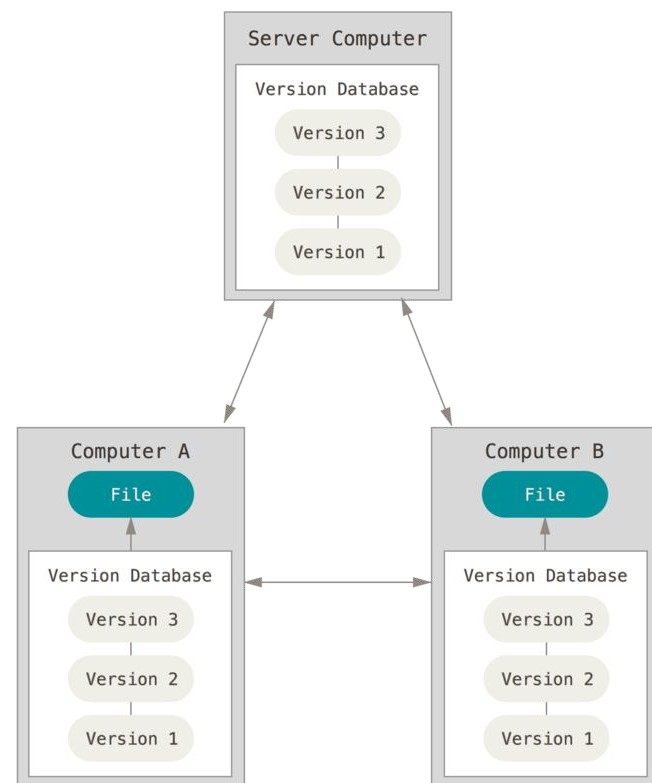 Server Computer
Version Database
Version 3
Version 2
Version 1
Computer A
File
Version Database
Version 3
Version 2
Version 1
Computer B
File
Version Database
Version 3
Version 2
Version 1